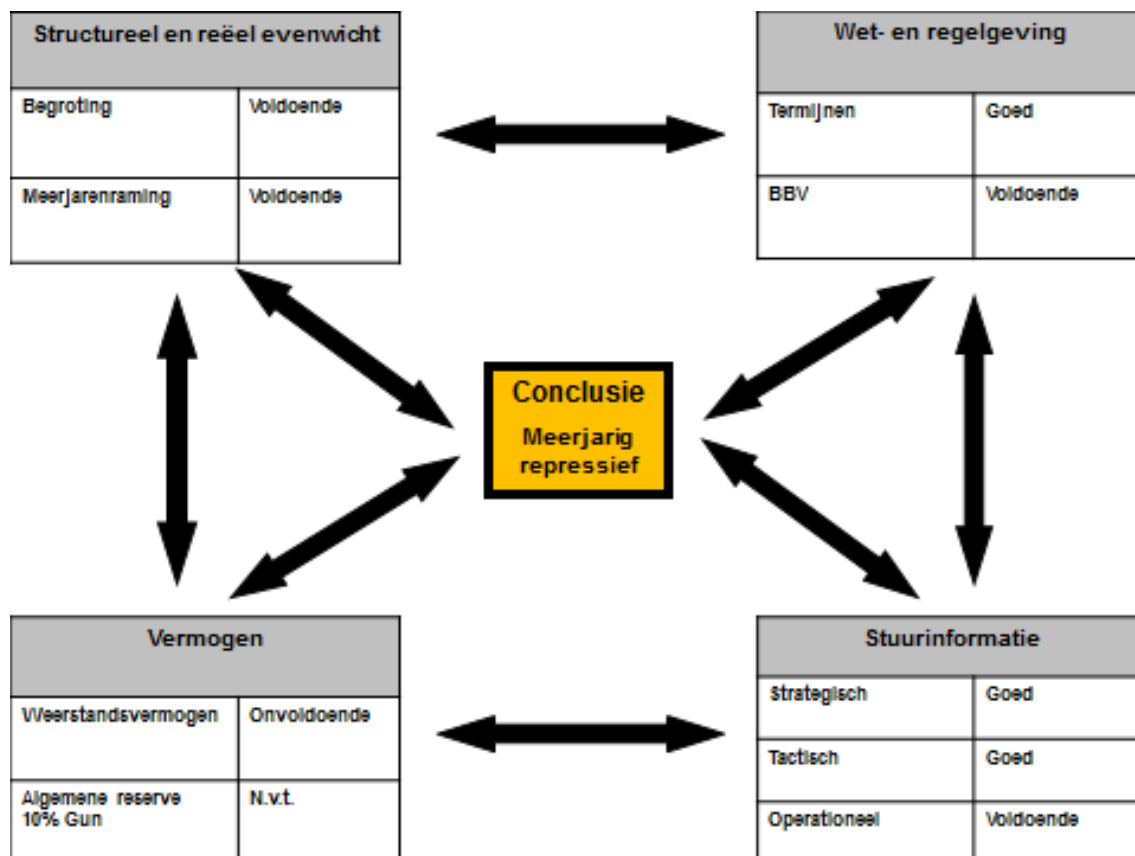 Structureel en reëel evenwicht
Begroting Voldoende
Meerjarenraming Voldoende
Wet- en regelgeving
Termijnen Goed
BBV Voldoende
Conclusie
Meerjarig
repressief
Vermogen
Weerstandsvermogen Onvoldoende
Algemene reserve N.v.t.
10% Gun
Stuurinformatie
Strategisch Goed
Tactisch Goed
Operationeel Voldoende